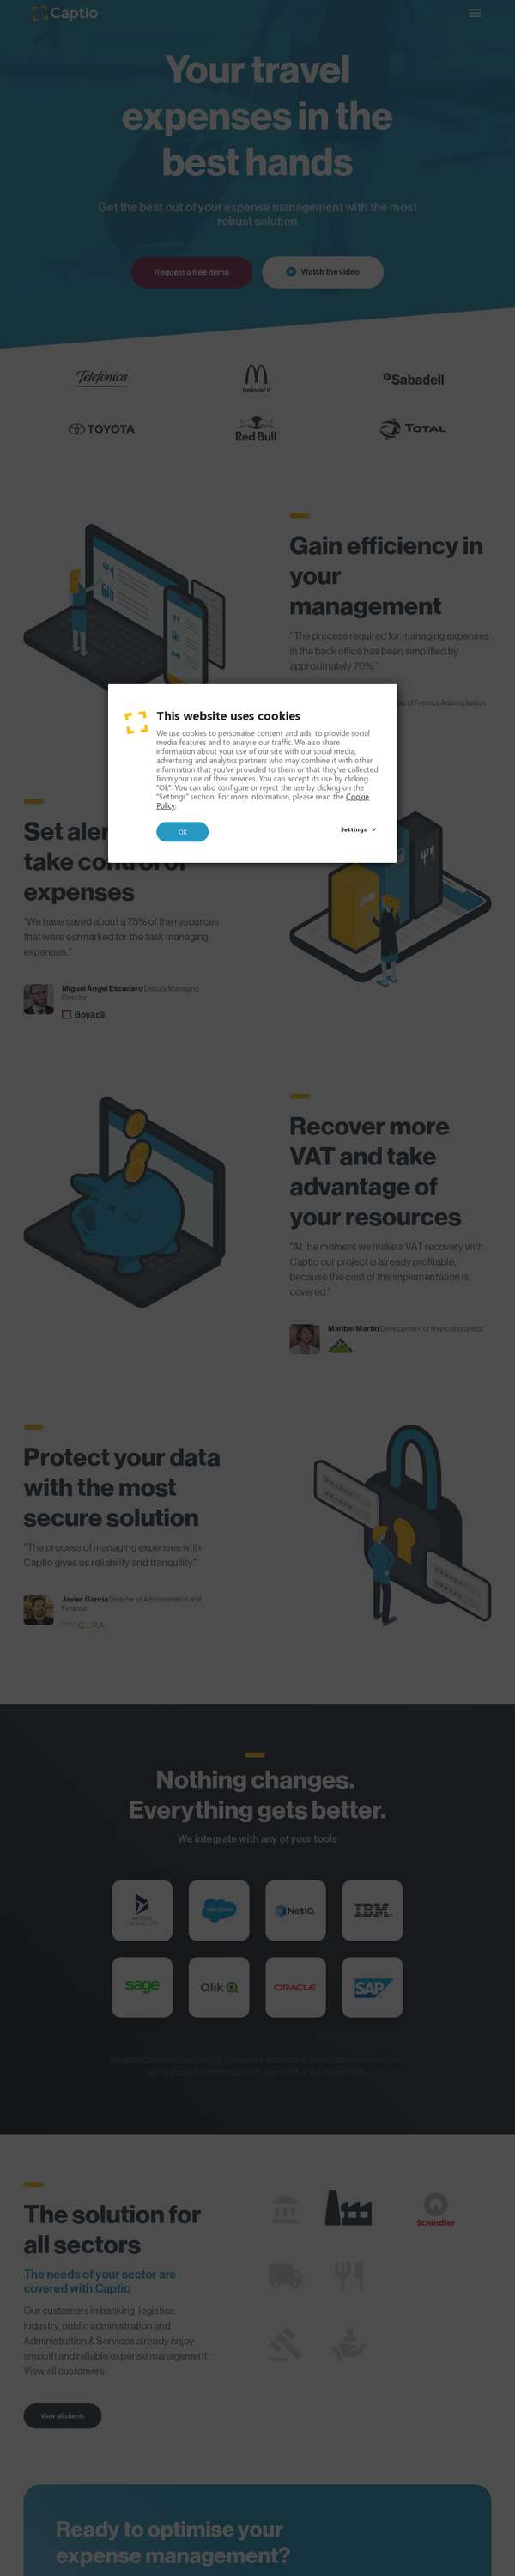 Captio
Your travel
expenses in the
best hands
Get the best out of your expense management with the most
robust solution
Request a free demo
Watch the video
Telefónica
i'm lovin' it
Sabadell
TOYOTA
Red Bull
TOTAL
Gain efficiency in
your
management
"The process required for managing expenses
in the back office has been simplified by
approximately 70%."
of Finance Administration
This website uses cookies
We use cookies to personalise content and ads, to provide social
media features and to analyse our traffic. We also share
information about your use of our site with our social media,
advertising and analytics partners who may combine it with other
information that you've provided to them or that they've collected
from your use of their services. You can accept its use by clicking
"Ok". You can also configure or reject the use by clicking on the
"Settings" section. For more information, please read the Cookie
Policy.
OK
Settings
Set aler
take control of
expenses
"We have saved about a 75% of the resources
that were earmarked for the task managing
expenses."
Miguel Ángel Escudero Deputy Managing
Director
Boyacá
Recover more
VAT and take
advantage of
your resources
"At the moment we make a VAT recovery with
Captio our project is already profitable,
because the cost of the implementation is
covered."
Maribel Martín Development of financial projects
Protect your data
with the most
secure solution
"The process of managing expenses with
Captio gives us reliability and tranquility"
Javier García Director of Administration and
Finance
Nothing changes.
Everything gets better.
We integrate with any of your tools
Dynamics 365
salesforce
NetIQ
IBM
sage
Qlik
ORACLE
SAP
The solution for
all sectors
Schindler
The needs of your sector are
covered with Captio
Our customers in banking, logistics,
industry, public administration and
Administration & Services already enjoy
smooth and reliable expense management.
View all customers.
View all clients
Ready to optimise your
expense management?